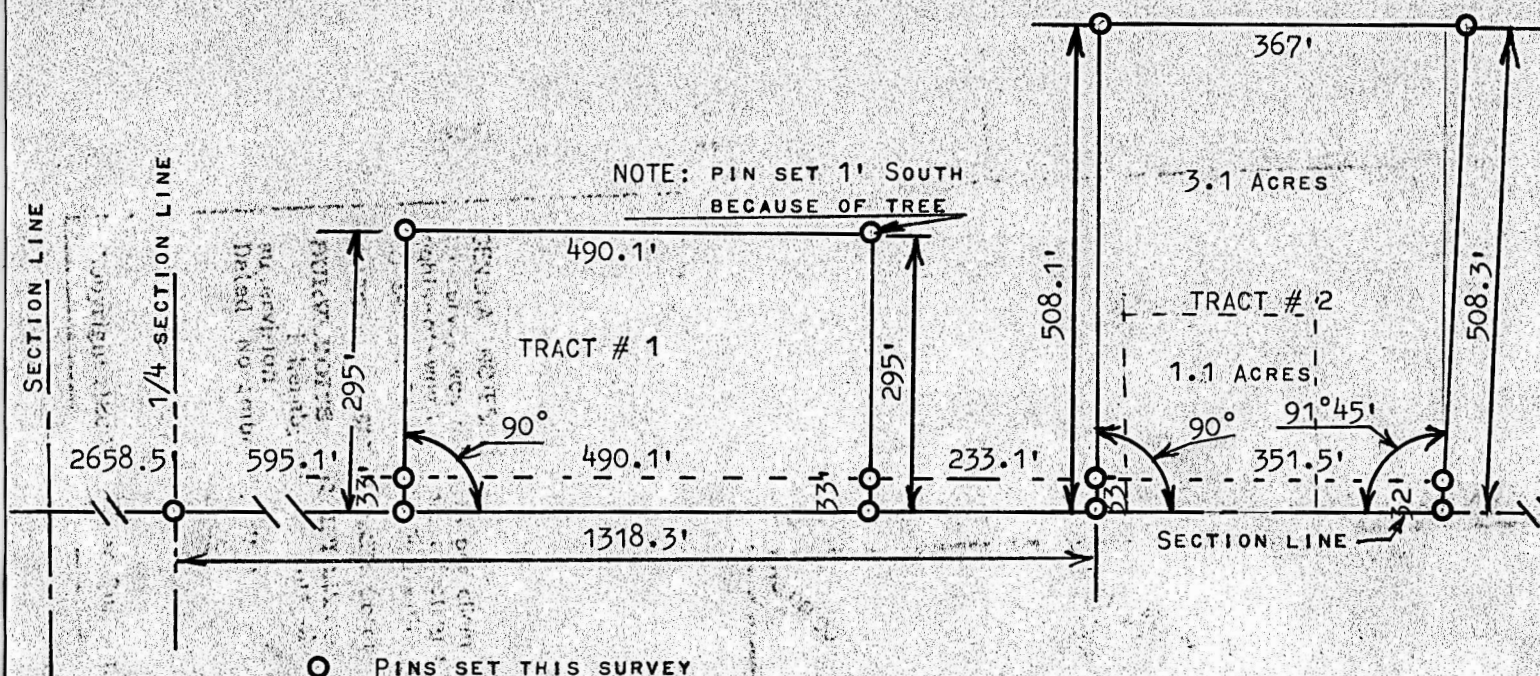 367'
NOTE: PIN SET 1' SOUTH
BECAUSE OF TREE
3.1 ACRES
SECTION LINE
1/4 SECTION LINE
490.1'
508.1'
508.3'
TRACT # 2
295'
TRACT # 1
295'
1.1 ACRES
90°
90°
91°45'
2658.5'
595.1'
490.1'
233.1'
351.5'
33'
33'
33'
32
1318.3'
SECTION LINE
PINS SET THIS SURVEY